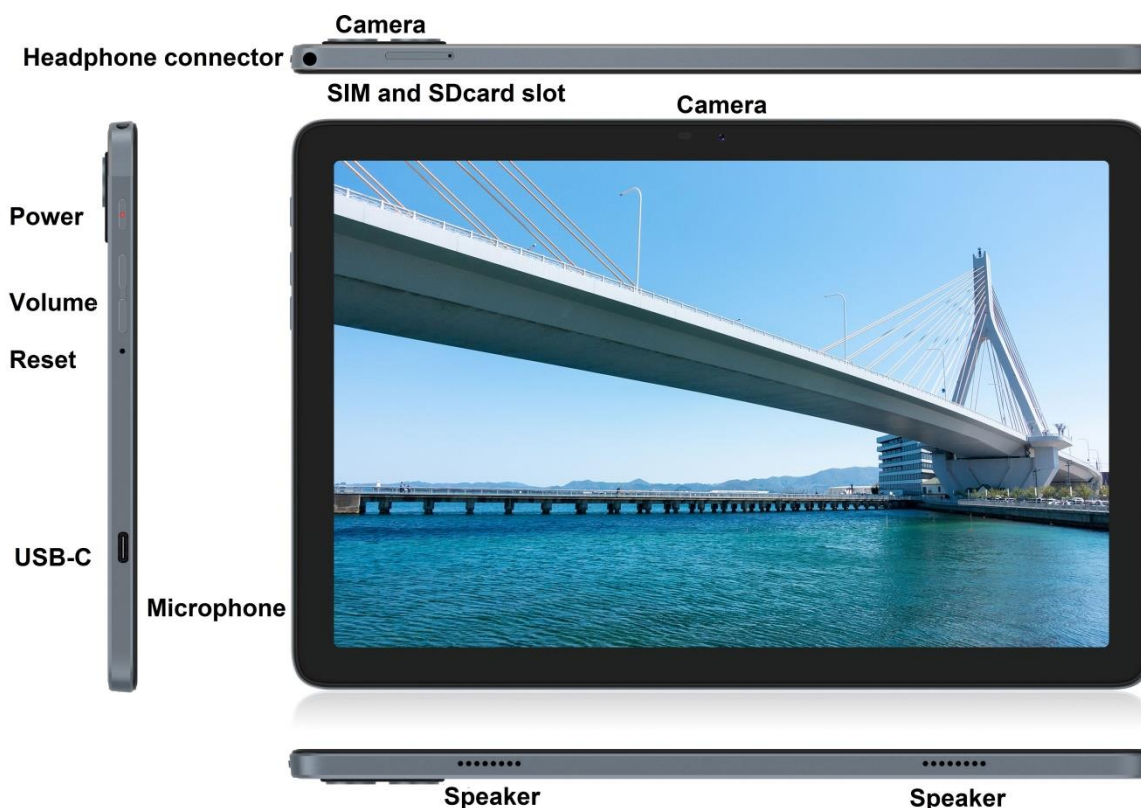 Camera
Headphone connector
SIM and SDcard slot
Camera
Power
Volume
Reset
USB-C
Microphone
Speaker
Speaker